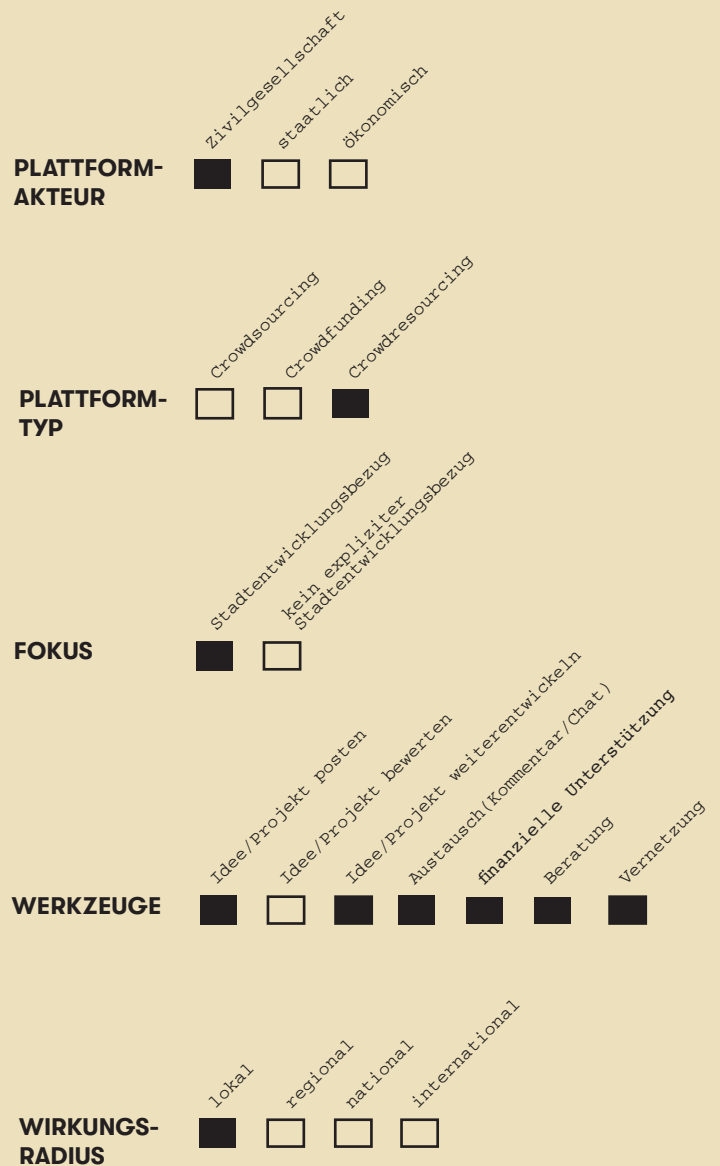 Zivilgesellschaft
staatlich
ökonomisch
PLATTFORM-
AKTEUR
Crowdsourcing
Crowdfunding
Crowdresourcing
PLATTFORM-
TYP
Stadtentwicklungsbezug
kein expliziter
Stadtentwicklungsbezug
FOKUS
Idee/Projekt posten
Idee/Projekt bewerten
Idee/Projekt weiterentwickeln
Austausch(Kommentar/Chat)
finanzielle Unterstützung
Beratung
Vernetzung
WERKZEUGE
lokal
regional
national
international
WIRKUNGS-
RADIUS